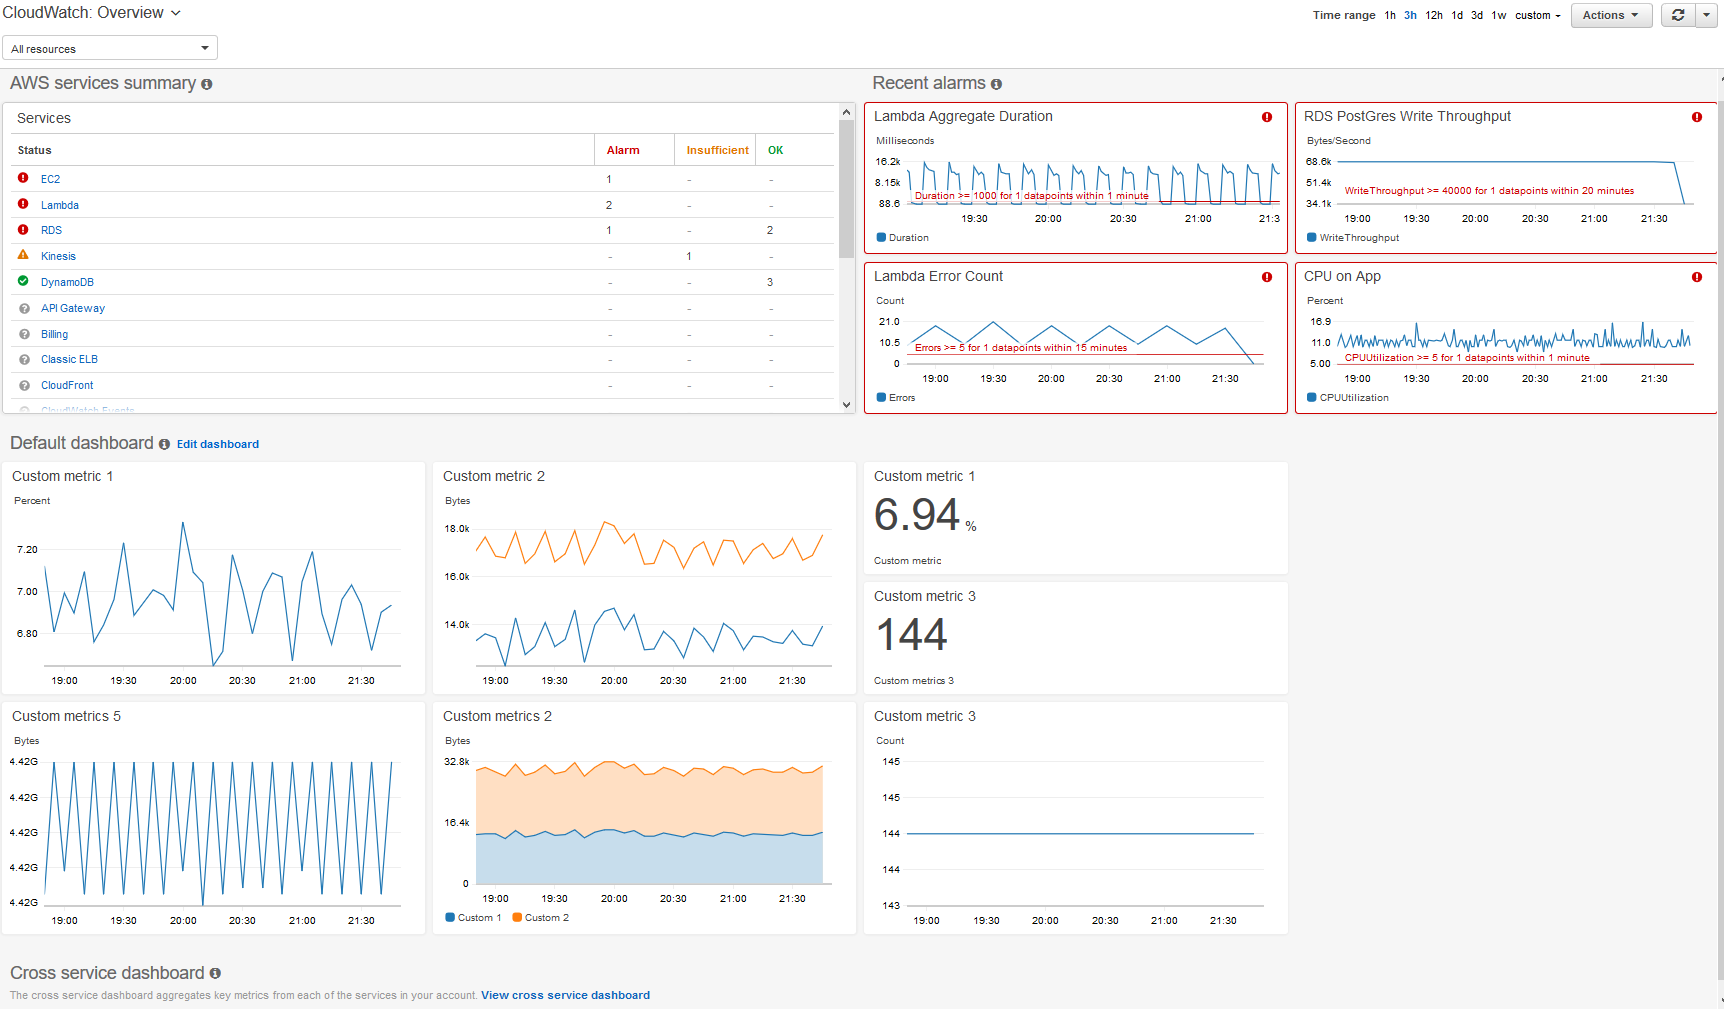 CloudWatch: Overview
Time range 1h 3h 12h 1d 3d 1w custom
Actions
All resources
AWS services summary
Services
Status Alarm Insufficient OK
EC2 1 - -
Lambda 2 - -
RDS 1 - 2
Kinesis - 1 -
DynamoDB - - 3
API Gateway - - -
Billing - - -
Classic ELB - - -
CloudFront - - -
CloudWatch Events
Recent alarms
Lambda Aggregate Duration
Milliseconds
16.2k
8.15k
Duration >= 1000 for 1 datapoints within 1 minute
88.6
19:30 20:00 20:30 21:00 21:3
Duration
RDS PostGres Write Throughput
Bytes/Second
68.6k
51.4k
WriteThroughput >= 40000 for 1 datapoints within 20 minutes
34.1k
19:00 19:30 20:00 20:30 21:00 21:30
WriteThroughput
Lambda Error Count
Count
21.0
10.5
Errors >= 5 for 1 datapoints within 15 minutes
0
19:00 19:30 20:00 20:30 21:00 21:30
Errors
CPU on App
Percent
16.9
11.0
CPUUtilization >= 5 for 1 datapoints within 1 minute
5.00
19:00 19:30 20:00 20:30 21:00 21:30
CPUUtilization
Default dashboard Edit dashboard
Custom metric 1
Percent
7.20
7.00
6.80
19:00 19:30 20:00 20:30 21:00 21:30
Custom metric 2
Bytes
18.0k
16.0k
14.0k
19:00 19:30 20:00 20:30 21:00 21:30
Custom metric 1
6.94 %
Custom metric
Custom metric 3
144
Custom metrics 3
Custom metrics 5
Bytes
4.42G
4.42G
4.42G
4.42G
4.42G
19:00 19:30 20:00 20:30 21:00 21:30
Custom metrics 2
Bytes
32.8k
16.4k
0
19:00 19:30 20:00 20:30 21:00 21:30
Custom 1 Custom 2
Custom metric 3
Count
145
145
144
144
143
19:00 19:30 20:00 20:30 21:00 21:30
Cross service dashboard
The cross service dashboard aggregates key metrics from each of the services in your account. View cross service dashboard